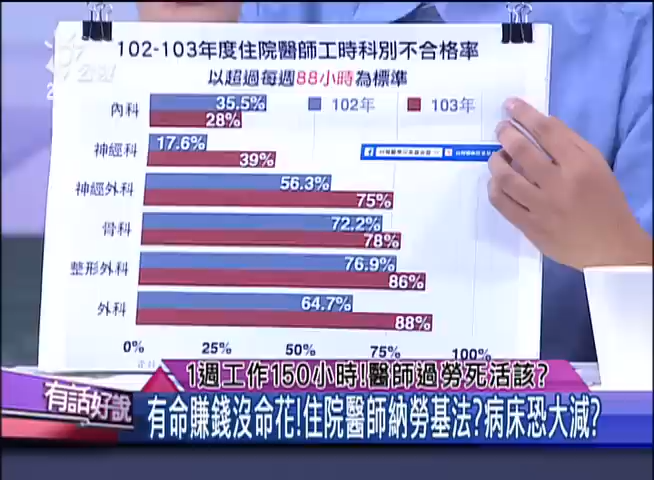 102-103年度住院醫師工時科別不合格率
以超過每週88小時為標準
102年 103年
內科 35.5% 28%
神經科 17.6% 39%
神經外科 56.3% 75%
骨科 72.2% 78%
整形外科 76.9% 86%
外科 64.7% 88%
0% 25% 50% 75% 100%
1週工作150小時!醫師過勞死活該?
有話好說
有命賺錢沒命花!住院醫師納勞基法?病床恐大減?